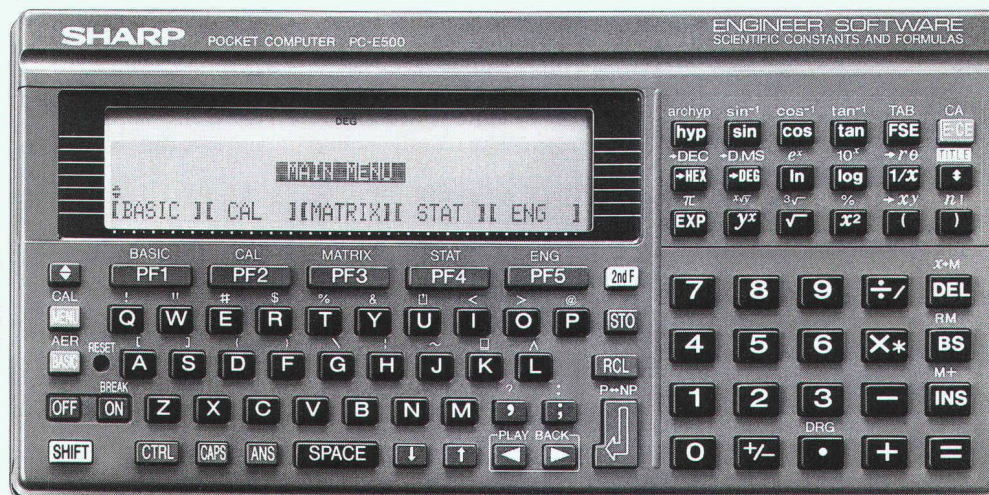 SHARP POCKET COMPUTER PC-E500
ENGINEER SOFTWARE
SCIENTIFIC CONSTANTS AND FORMULAS
DEG
MAIN MENU
[BASIC ][ CAL ][MATRIX][ STAT ][ ENG ]
BASIC CAL MATRIX STAT ENG
PF1 PF2 PF3 PF4 PF5 2nd F
CAL ! " # $ % & < > @
MENU Q W E R T Y U I O P STO
AER RESET [ ] { } \ ¦ ~ ^
BASIC A S D F G H J K L RCL
BREAK ? : P↔NP
OFF ON Z X C V B N M , ;
PLAY BACK
SHIFT CTRL CAPS ANS SPACE ↓ ↑ ◀ ▶
archyp sin⁻¹ cos⁻¹ tan⁻¹ TAB CA
hyp sin cos tan FSE C·CE
→DEC →D.MS eˣ 10ˣ →rθ TITLE
→HEX →DEG ln log 1/x
π ˣ√y ³√ % →xy n!
EXP yˣ √ x² ( )
x→M
7 8 9 ÷/ DEL
RM
4 5 6 ×* BS
M+
1 2 3 − INS
DRG
0 +/− • + =